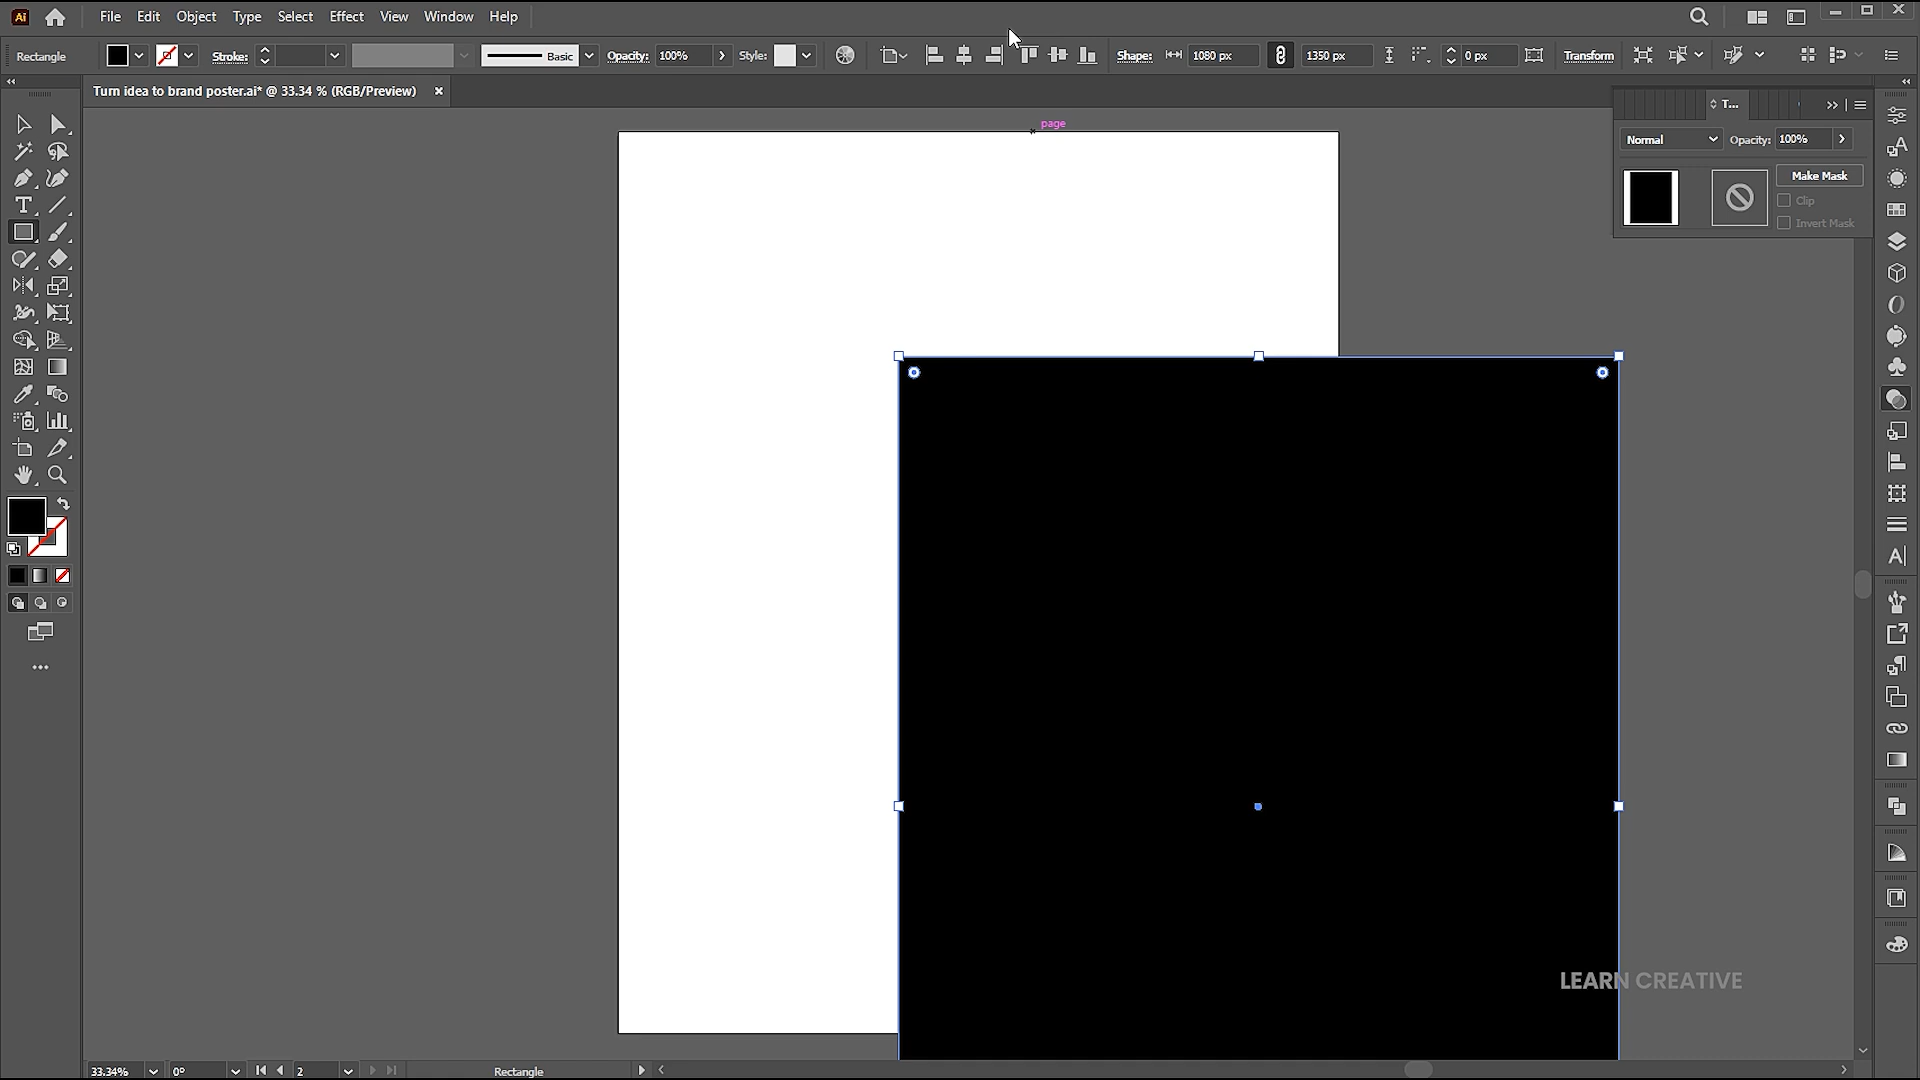 Ai File Edit Object Type Select Effect View Window Help
Rectangle Stroke: Basic Opacity: 100% Style: Shape: 1080 px 1350 px 0 px Transform
Turn idea to brand poster.ai* @ 33.34 % (RGB/Preview)
T...
page
Normal Opacity: 100%
Make Mask
Clip
Invert Mask
LEARN CREATIVE
33.34% 0° 2 Rectangle